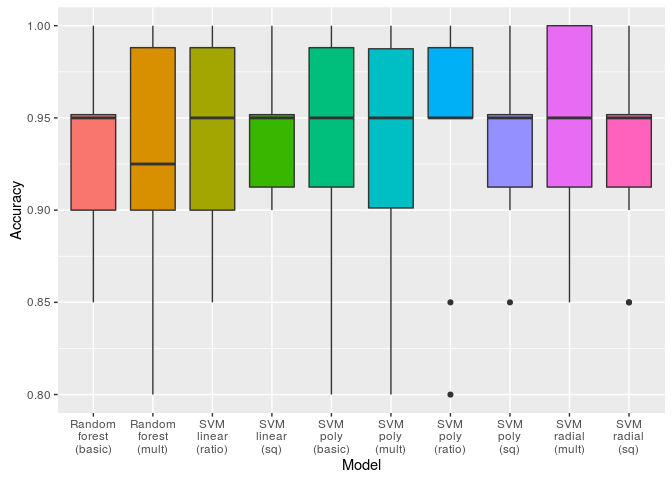 1.00
0.95
0.90
0.85
0.80
Accuracy
Random Random SVM SVM SVM SVM SVM SVM SVM SVM
forest forest linear linear poly poly poly poly radial radial
(basic) (mult) (ratio) (sq) (basic) (mult) (ratio) (sq) (mult) (sq)
Model